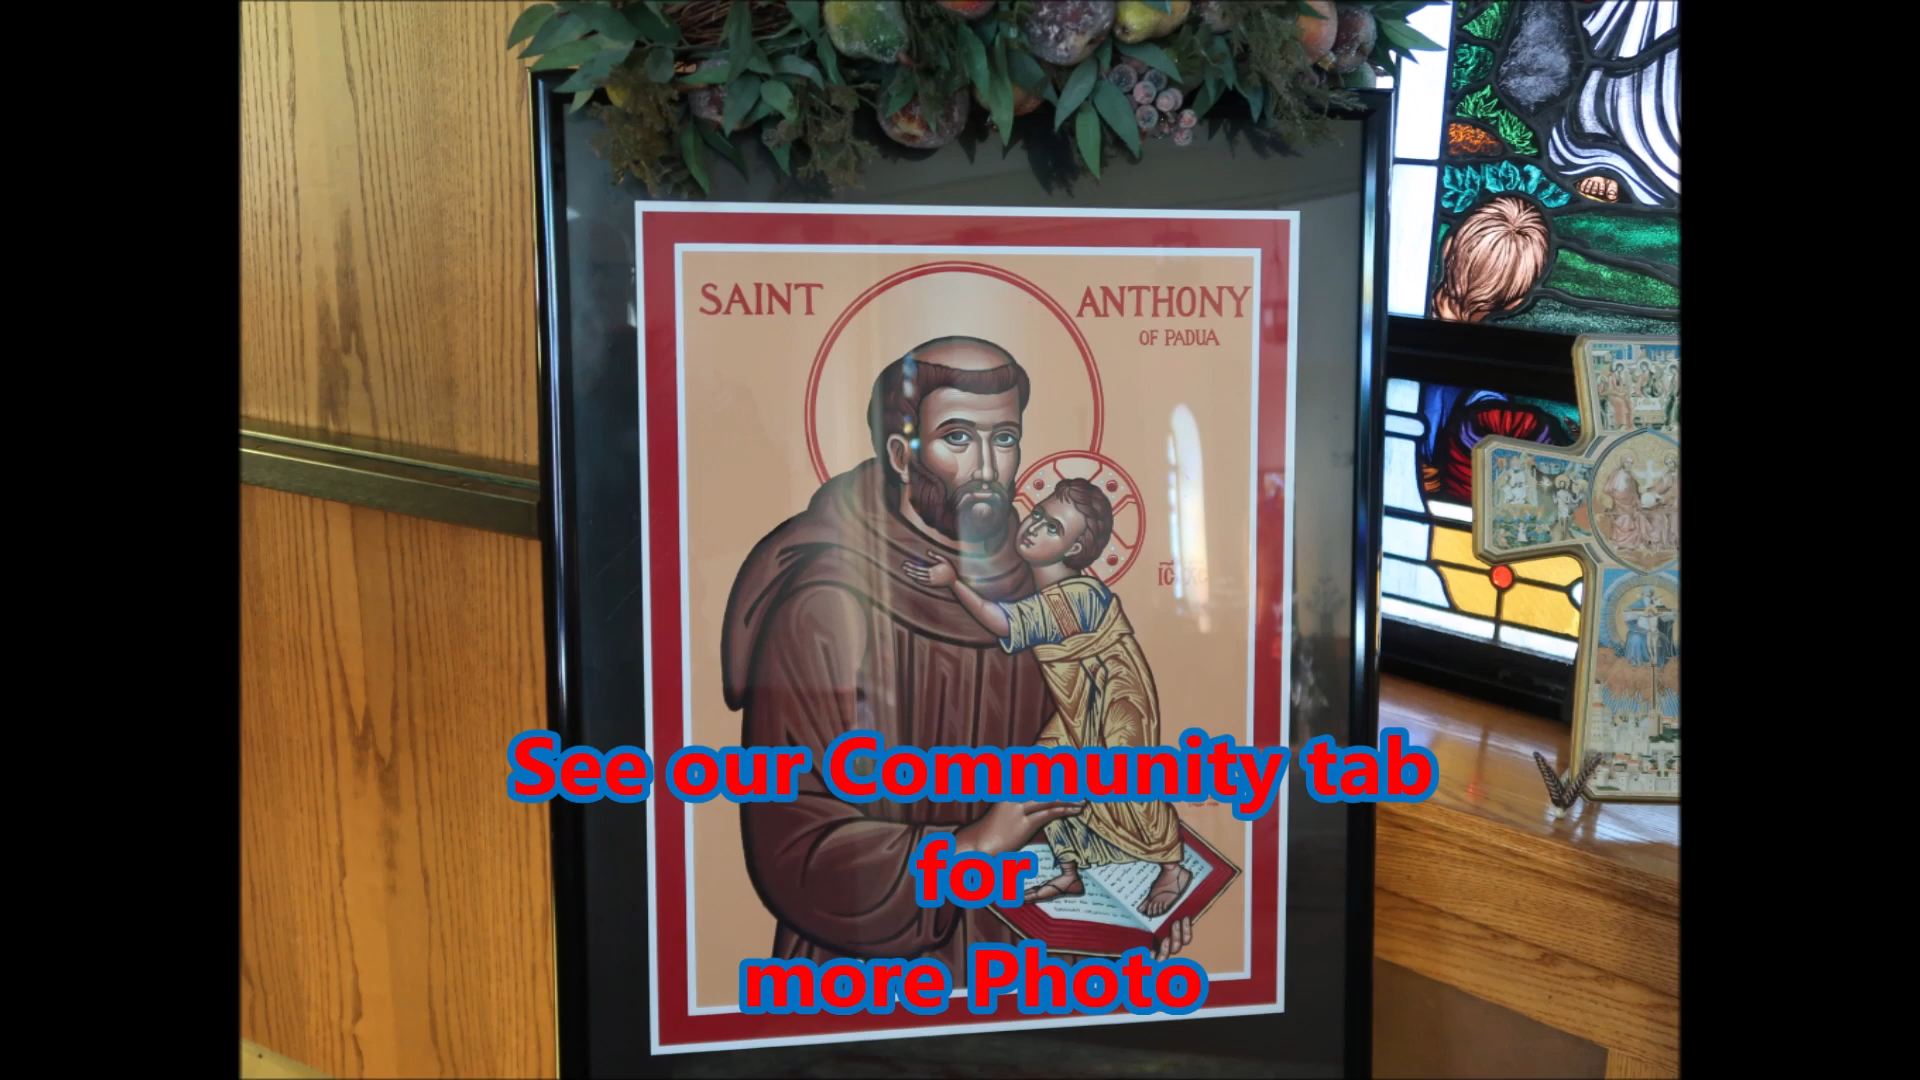 SAINT ANTHONY
OF PADUA
IC XC
See our Community tab
for
more Photo